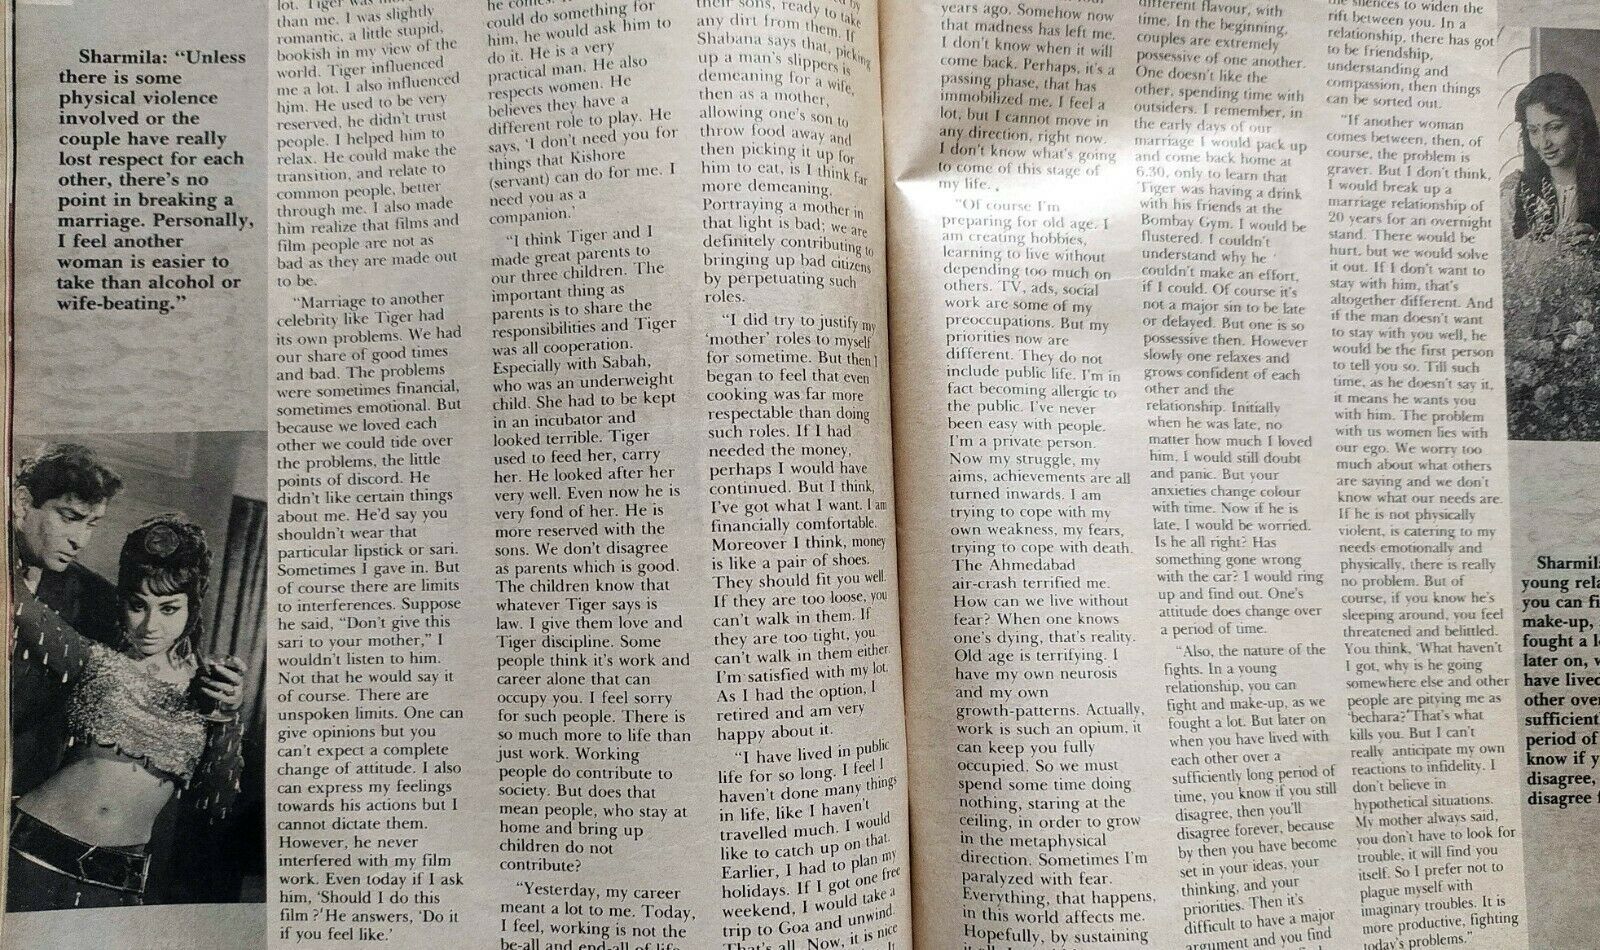 Sharmila: “Unless
there is some
physical violence
involved or the
couple have really
lost respect for each
other, there’s no
point in breaking a
marriage. Personally,
I feel another
woman is easier to
take than alcohol or
wife-beating.”
lot. Tiger was
than me. I was slightly
romantic, a little stupid,
bookish in my view of the
world. Tiger influenced
me a lot. I also influenced
him. He used to be very
reserved, he didn’t trust
people. I helped him to
relax. He could make the
transition, and relate to
common people, better
through me. I also made
him realize that films and
film people are not as
bad as they are made out
to be.
“Marriage to another
celebrity like Tiger had
its own problems. We had
our share of good times
and bad. The problems
were sometimes financial,
sometimes emotional. But
because we loved each
other we could tide over
the problems, the little
points of discord. He
didn’t like certain things
about me. He’d say you
shouldn’t wear that
particular lipstick or sari.
Sometimes I gave in. But
of course there are limits
to interferences. Suppose
he said, “Don’t give this
sari to your mother,” I
wouldn’t listen to him.
Not that he would say it
of course. There are
unspoken limits. One can
give opinions but you
can’t expect a complete
change of attitude. I also
can express my feelings
towards his actions but I
cannot dictate them.
However, he never
interfered with my film
work. Even today if I ask
him, ‘Should I do this
film ?’ He answers, ‘Do it
if you feel like.’
he comes.
could do something for
him, he would ask him to
do it. He is a very
practical man. He also
respects women. He
believes they have a
different role to play. He
says, ‘I don’t need you for
things that Kishore
(servant) can do for me. I
need you as a
companion.’
“I think Tiger and I
made great parents to
our three children. The
important thing as
parents is to share the
responsibilities and Tiger
was all cooperation.
Especially with Sabah,
who was an underweight
child. She had to be kept
in an incubator and
looked terrible. Tiger
used to feed her, carry
her. He looked after her
very well. Even now he is
very fond of her. He is
more reserved with the
sons. We don’t disagree
as parents which is good.
The children know that
whatever Tiger says is
law. I give them love and
Tiger discipline. Some
people think it’s work and
career alone that can
occupy you. I feel sorry
for such people. There is
so much more to life than
just work. Working
people do contribute to
society. But does that
mean people, who stay at
home and bring up
children do not
contribute?
“Yesterday, my career
meant a lot to me. Today,
I feel, working is not the
be-all and end-all of life.
their sons, ready to take
any dirt from them. If
Shabana says that, picking
up a man’s slippers is
demeaning for a wife,
then as a mother,
allowing one’s son to
throw food away and
then picking it up for
him to eat, is I think far
more demeaning.
Portraying a mother in
that light is bad; we are
definitely contributing to
bringing up bad citizens
by perpetuating such
roles.
“I did try to justify my
‘mother’ roles to myself
for sometime. But then I
began to feel that even
cooking was far more
respectable than doing
such roles. If I had
needed the money,
perhaps I would have
continued. But I think,
I’ve got what I want. I am
financially comfortable.
Moreover I think, money
is like a pair of shoes.
They should fit you well.
If they are too loose, you
can’t walk in them. If
they are too tight, you
can’t walk in them either.
I’m satisfied with my lot.
As I had the option, I
retired and am very
happy about it.
“I have lived in public
life for so long. I feel I
haven’t done many things
in life, like I haven’t
travelled much. I would
like to catch up on that.
Earlier, I had to plan my
holidays. If I got one free
weekend, I would take a
trip to Goa and unwind.
That’s all. Now, it is nice
years ago. Somehow now
that madness has left me.
I don’t know when it will
come back. Perhaps, it’s a
passing phase, that has
immobilized me. I feel a
lot, but I cannot move in
any direction, right now.
I don’t know what’s going
to come of this stage of
my life.
“Of course I’m
preparing for old age. I
am creating hobbies,
learning to live without
depending too much on
others. TV, ads, social
work are some of my
preoccupations. But my
priorities now are
different. They do not
include public life. I’m in
fact becoming allergic to
the public. I’ve never
been easy with people.
I’m a private person.
Now my struggle, my
aims, achievements are all
turned inwards. I am
trying to cope with my
own weakness, my fears,
trying to cope with death.
The Ahmedabad
air-crash terrified me.
How can we live without
fear? When one knows
one’s dying, that’s reality.
Old age is terrifying. I
have my own neurosis
and my own
growth-patterns. Actually,
work is such an opium, it
can keep you fully
occupied. So we must
spend some time doing
nothing, staring at the
ceiling, in order to grow
in the metaphysical
direction. Sometimes I’m
paralyzed with fear.
Everything, that happens,
in this world affects me.
Hopefully, by sustaining
different flavour, with
time. In the beginning,
couples are extremely
possessive of one another.
One doesn’t like the
other, spending time with
outsiders. I remember, in
the early days of our
marriage I would pack up
and come back home at
6.30, only to learn that
Tiger was having a drink
with his friends at the
Bombay Gym. I would be
flustered. I couldn’t
understand why he
couldn’t make an effort,
if I could. Of course it’s
not a major sin to be late
or delayed. But one is so
possessive then. However
slowly one relaxes and
grows confident of each
other and the
relationship. Initially
when he was late, no
matter how much I loved
him, I would still doubt
and panic. But your
anxieties change colour
with time. Now if he is
late, I would be worried.
Is he all right? Has
something gone wrong
with the car? I would ring
up and find out. One’s
attitude does change over
a period of time.
“Also, the nature of the
fights. In a young
relationship, you can
fight and make-up, as we
fought a lot. But later on
when you have lived with
each other over a
sufficiently long period of
time, you know if you still
disagree, then you’ll
disagree forever, because
by then you have become
set in your ideas, your
thinking, and your
priorities. Then it’s
difficult to have a major
argument and you find
the silences to widen the
rift between you. In a
relationship, there has got
to be friendship,
understanding and
compassion, then things
can be sorted out.
“If another woman
comes between, then, of
course, the problem is
graver. But I don’t think,
I would break up a
marriage relationship of
20 years for an overnight
stand. There would be
hurt, but we would solve
it out. If I don’t want to
stay with him, that’s
altogether different. And
if the man doesn’t want
to stay with you well, he
would be the first person
to tell you so. Till such
time, as he doesn’t say it,
it means he wants you
with him. The problem
with us women lies with
our ego. We worry too
much about what others
are saying and we don’t
know what our needs are.
If he is not physically
violent, is catering to my
needs emotionally and
physically, there is really
no problem. But of
course, if you know he’s
sleeping around, you feel
threatened and belittled.
You think, ‘What haven’t
I got, why is he going
somewhere else and other
people are pitying me as
‘bechara?’ That’s what
kills you. But I can’t
really anticipate my own
reactions to infidelity. I
don’t believe in
hypothetical situations.
My mother always said,
you don’t have to look for
trouble, it will find you
itself. So I prefer not to
plague myself with
imaginary troubles. It is
more productive, fighting
today’s problems,
Sharmila
young rela
you can fi
make-up,
fought a l
later on, w
have lived
other over
sufficient
period of
know if y
disagree,
disagree f